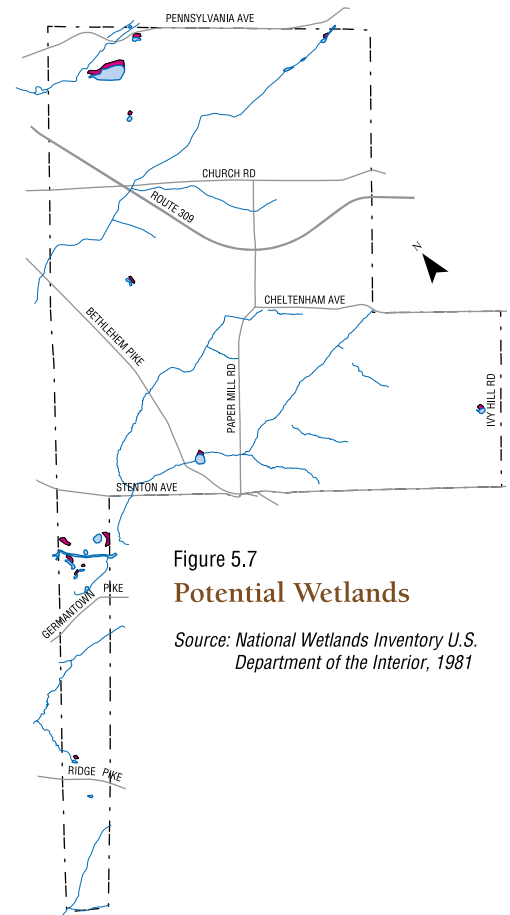 PENNSYLVANIA AVE
CHURCH RD
ROUTE 309
N
CHELTENHAM AVE
BETHLEHEM PIKE
PAPER MILL RD
IVY HILL RD
STENTON AVE
Figure 5.7
Potential Wetlands
GERMANTOWN PIKE
Source: National Wetlands Inventory U.S.
Department of the Interior, 1981
RIDGE PIKE